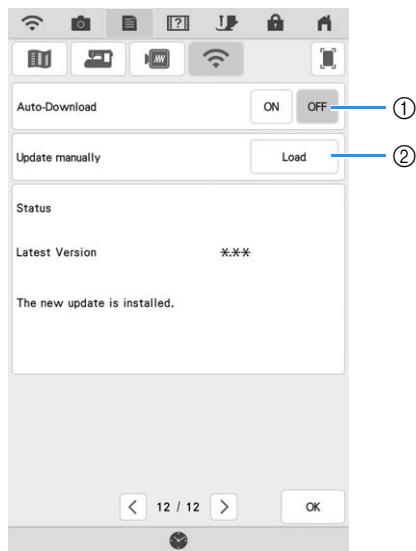 Auto-Download ON OFF ①
Update manually Load ②
Status
Latest Version *.**
The new update is installed.
12 / 12 OK